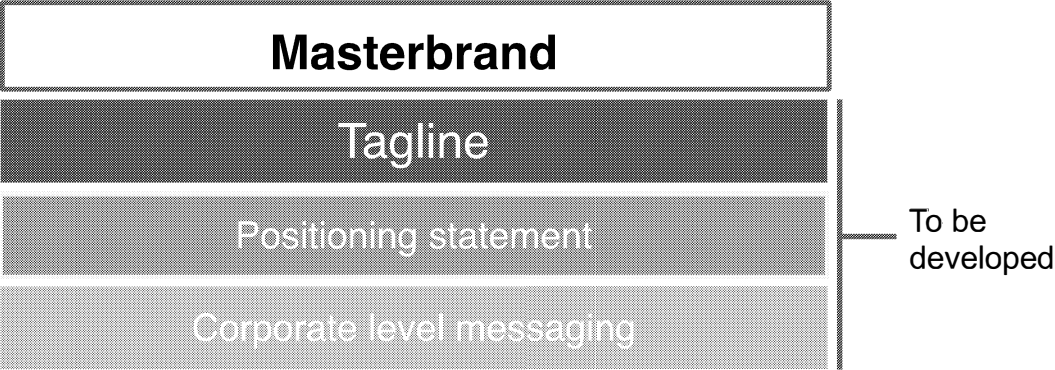 Masterbrand
Tagline
Positioning statement
Corporate level messaging
To be
developed